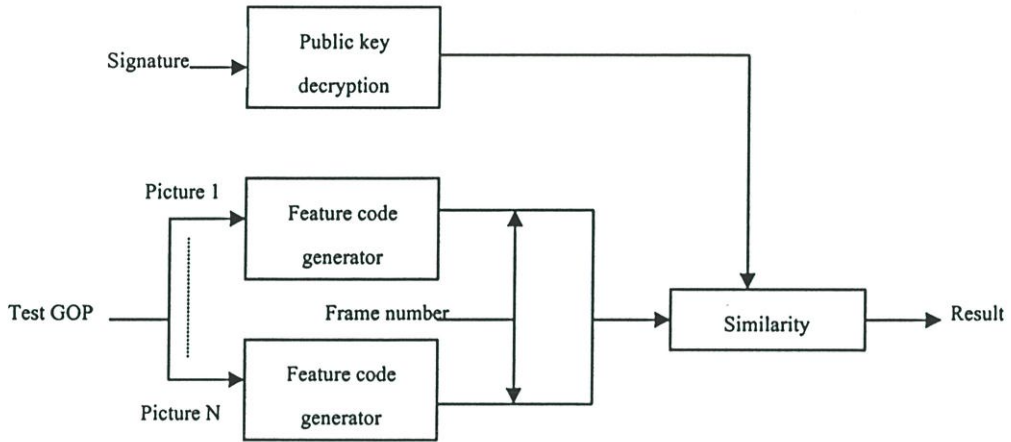 Public key
Signature
decryption
Picture 1
Feature code
generator
Test GOP
Frame number
Similarity
Result
Feature code
Picture N
generator